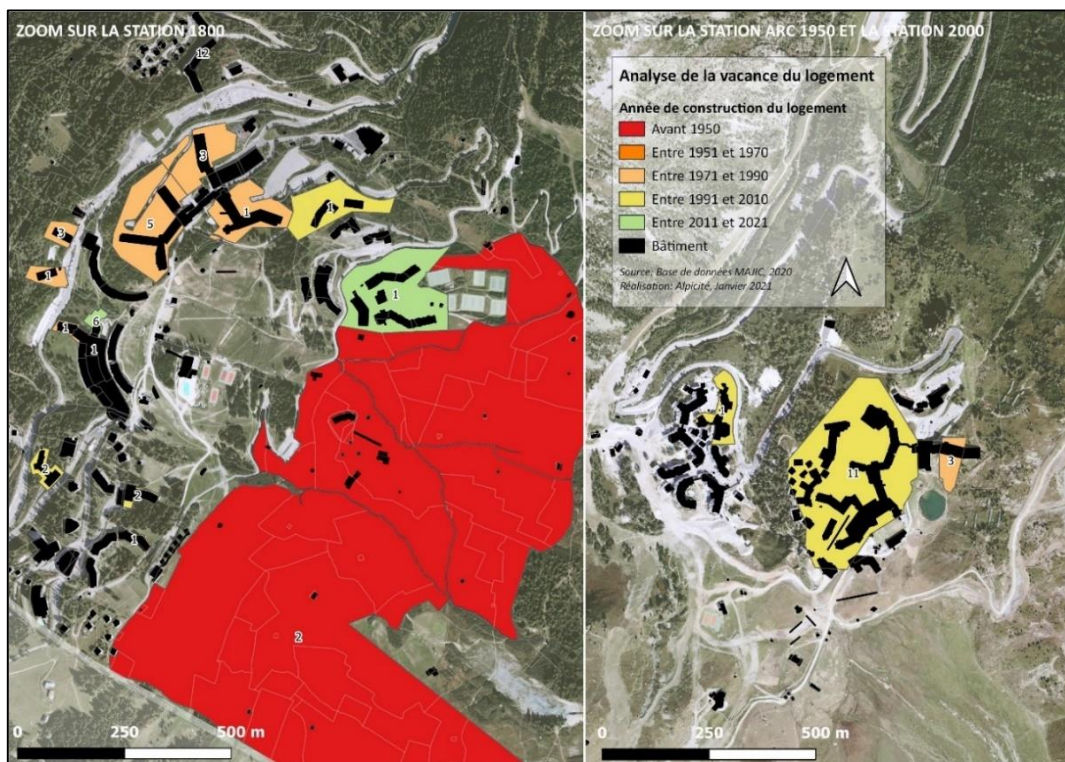 ZOOM SUR LA STATION 1800
12
3
5
1
1
3
1
1
6
1
1
2
2
1
2
0 250 500 m
ZOOM SUR LA STATION ARC 1950 ET LA STATION 2000
Analyse de la vacance du logement
Année de construction du logement
Avant 1950
Entre 1951 et 1970
Entre 1971 et 1990
Entre 1991 et 2010
Entre 2011 et 2021
Bâtiment
Source: Base de données MAJIC, 2020
Réalisation: Alpicité, Janvier 2021
1
11
3
0 250 500 m